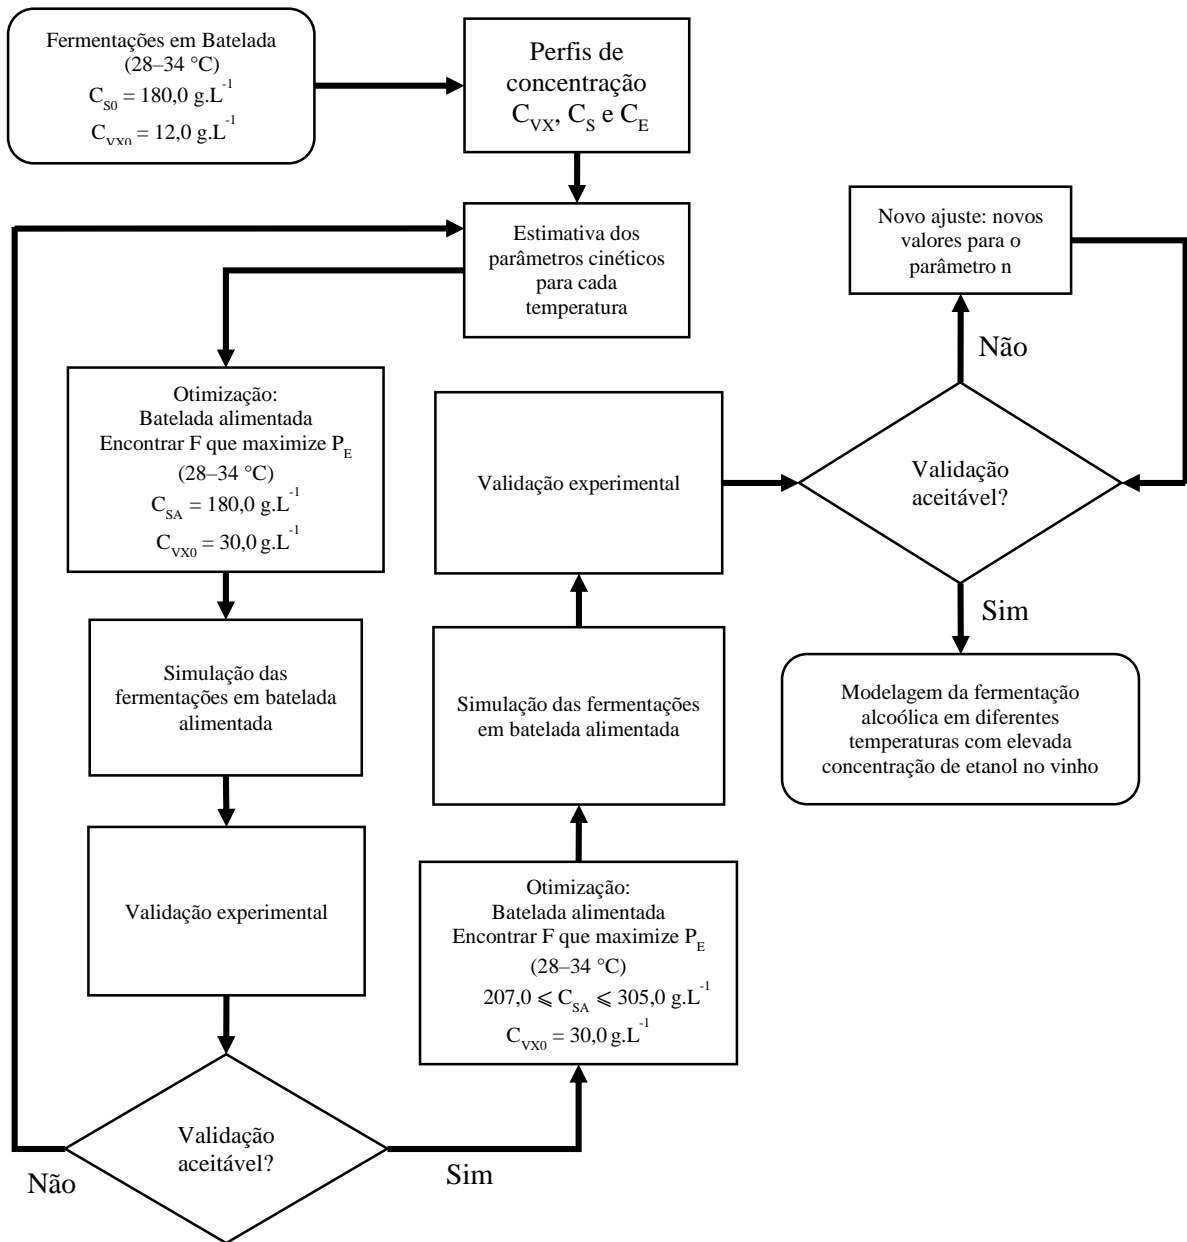 Fermentações em Batelada
(28–34 °C)
C_S0 = 180,0 g.L^-1
C_VX0 = 12,0 g.L^-1
Perfis de
concentração
C_VX, C_S e C_E
Estimativa dos
parâmetros cinéticos
para cada
temperatura
Otimização:
Batelada alimentada
Encontrar F que maximize P_E
(28–34 °C)
C_SA = 180,0 g.L^-1
C_VX0 = 30,0 g.L^-1
Simulação das
fermentações em batelada
alimentada
Validação experimental
Validação
aceitável?
Não
Sim
Otimização:
Batelada alimentada
Encontrar F que maximize P_E
(28–34 °C)
207,0 ⩽ C_SA ⩽ 305,0 g.L^-1
C_VX0 = 30,0 g.L^-1
Simulação das fermentações
em batelada alimentada
Validação experimental
Validação
aceitável?
Não
Novo ajuste: novos
valores para o
parâmetro n
Sim
Modelagem da fermentação
alcoólica em diferentes
temperaturas com elevada
concentração de etanol no vinho